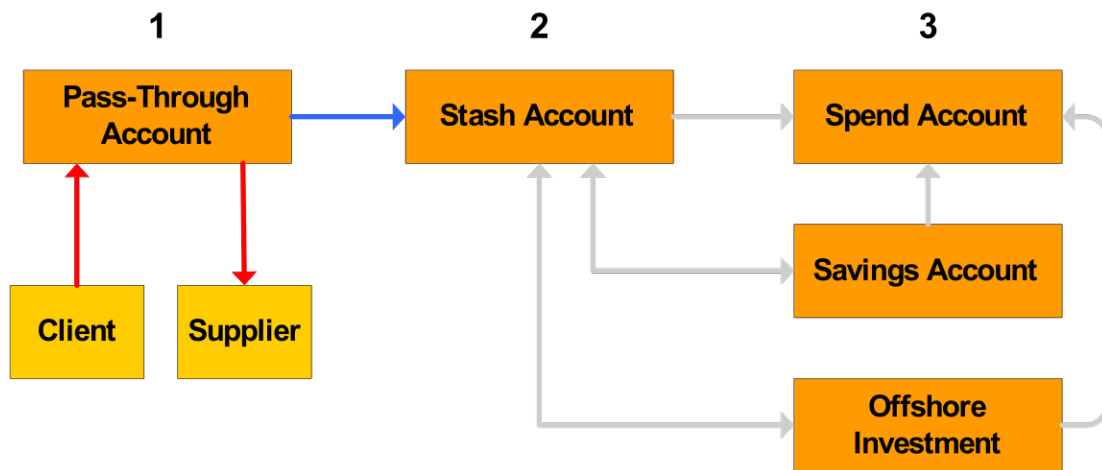 1
2
3
Pass-Through
Account
Stash Account
Spend Account
Savings Account
Client
Supplier
Offshore
Investment